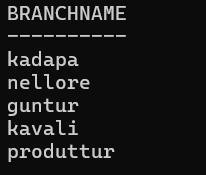 BRANCHNAME
----------
kadapa
nellore
guntur
kavali
produttur